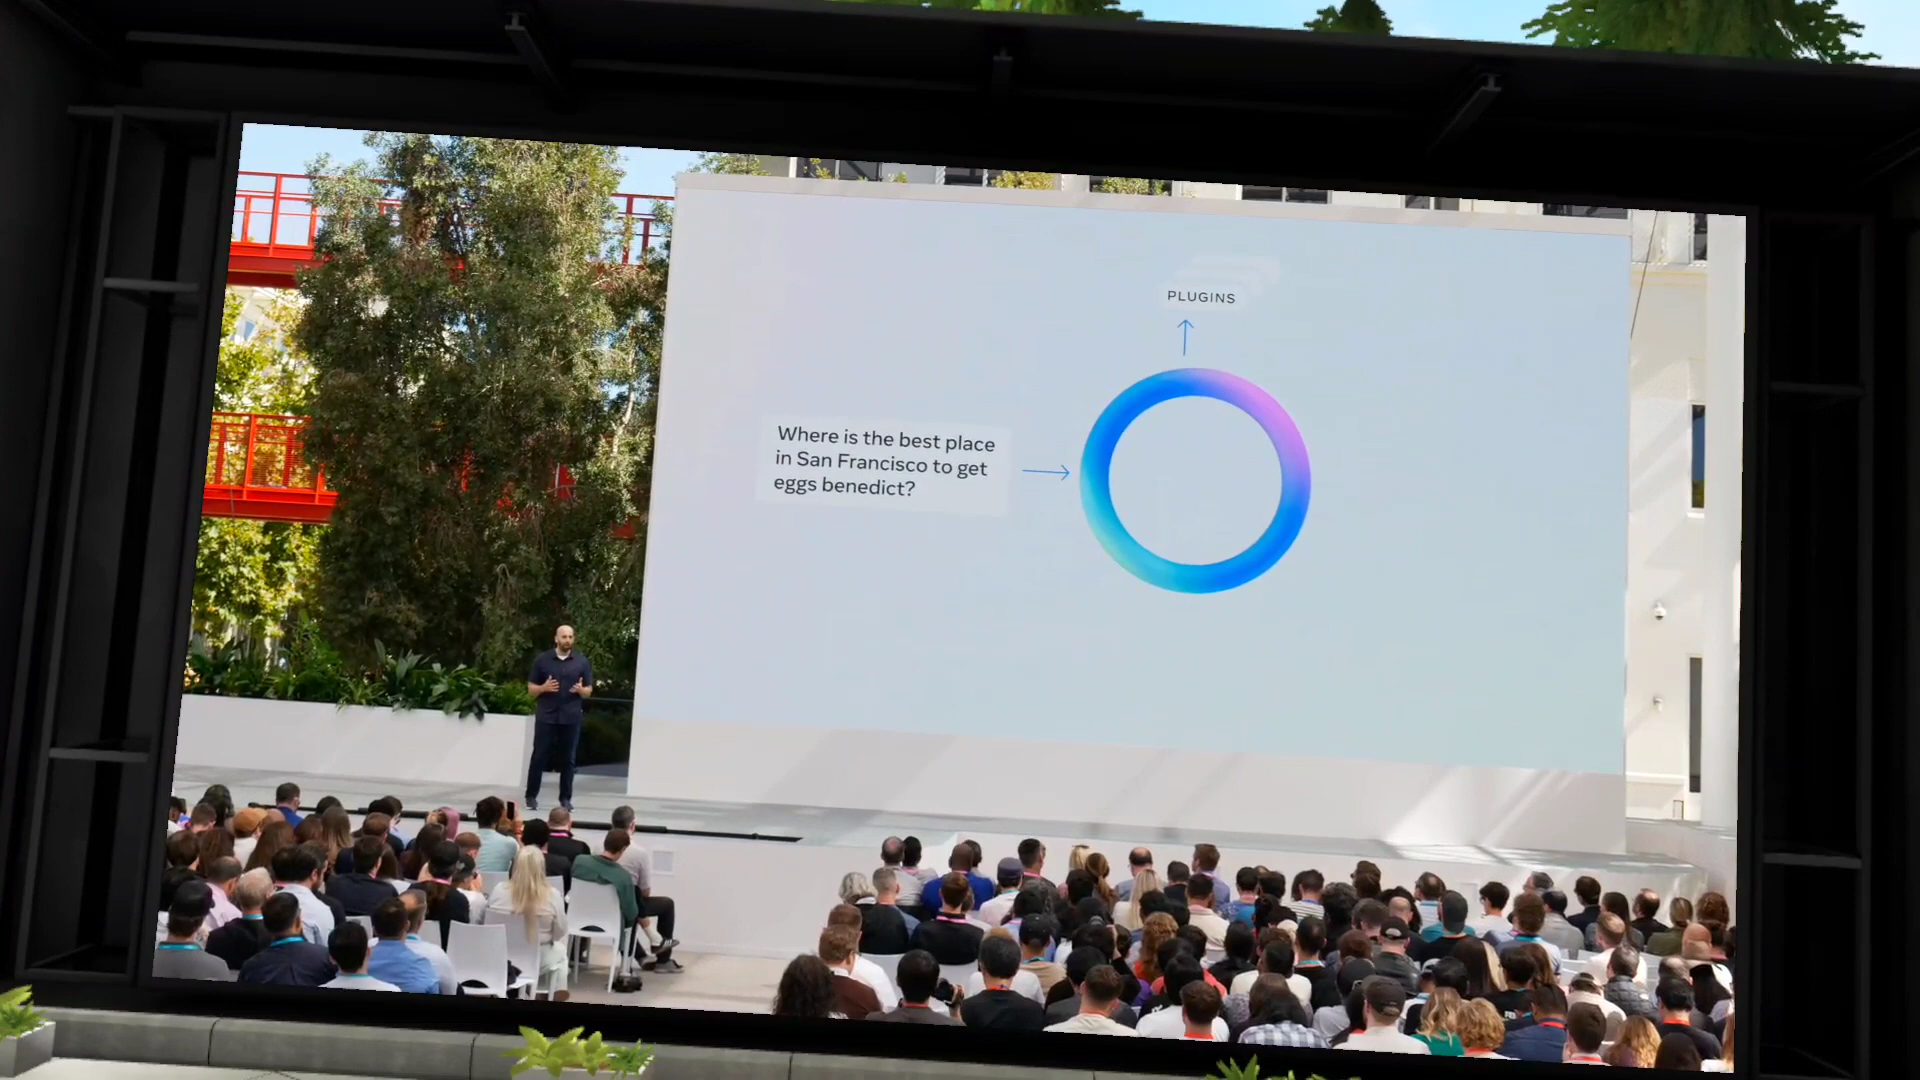 PLUGINS
Where is the best place
in San Francisco to get
eggs benedict?